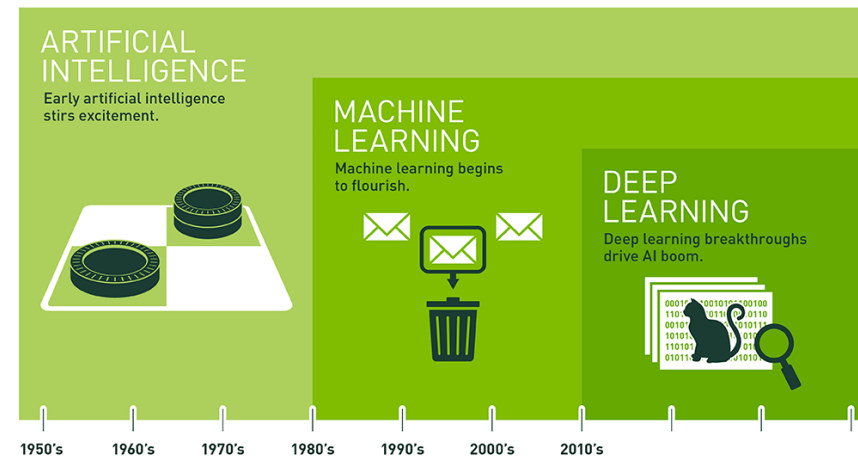 ARTIFICIAL
INTELLIGENCE
Early artificial intelligence
stirs excitement.
MACHINE
LEARNING
Machine learning begins
to flourish.
DEEP
LEARNING
Deep learning breakthroughs
drive AI boom.
1950's
1960's
1970's
1980's
1990's
2000's
2010's